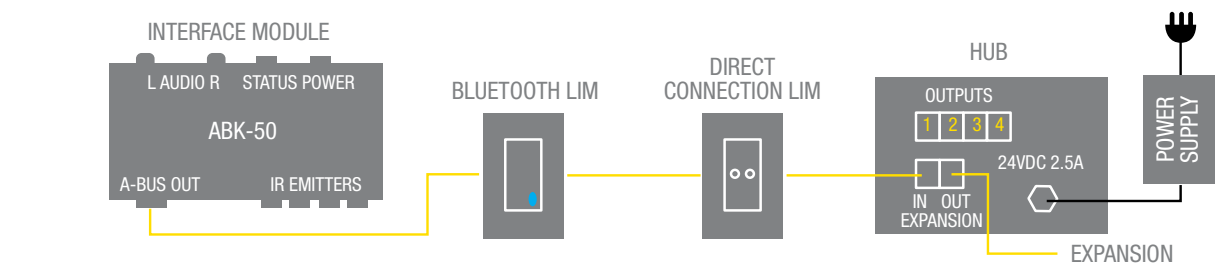 INTERFACE MODULE
L AUDIO R STATUS POWER
ABK-50
A-BUS OUT IR EMITTERS
BLUETOOTH LIM
DIRECT
CONNECTION LIM
HUB
OUTPUTS
1 2 3 4
24VDC 2.5A
IN OUT
EXPANSION
POWER
SUPPLY
EXPANSION